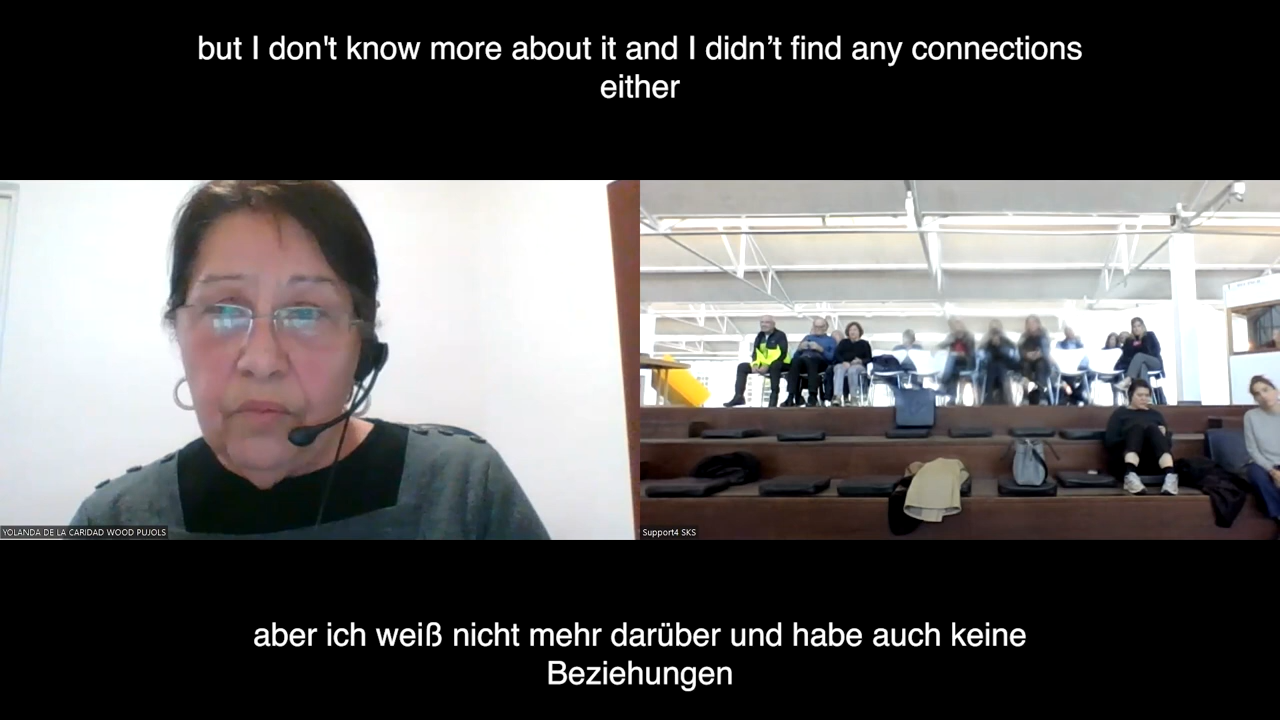 but I don't know more about it and I didn’t find any connections
either
YOLANDA DE LA CARIDAD WOOD PUJOLS
Support4 SKS
aber ich weiß nicht mehr darüber und habe auch keine
Beziehungen